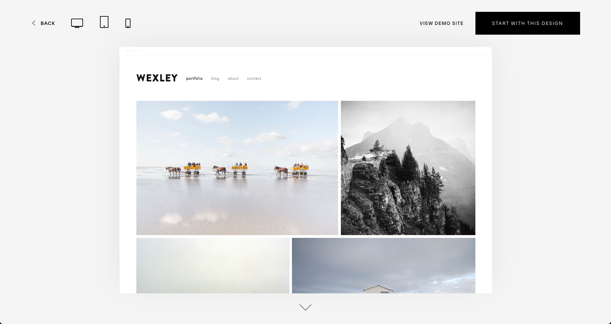 BACK
VIEW DEMO SITE
START WITH THIS DESIGN
WEXLEY
portfolio
blog
about
contact